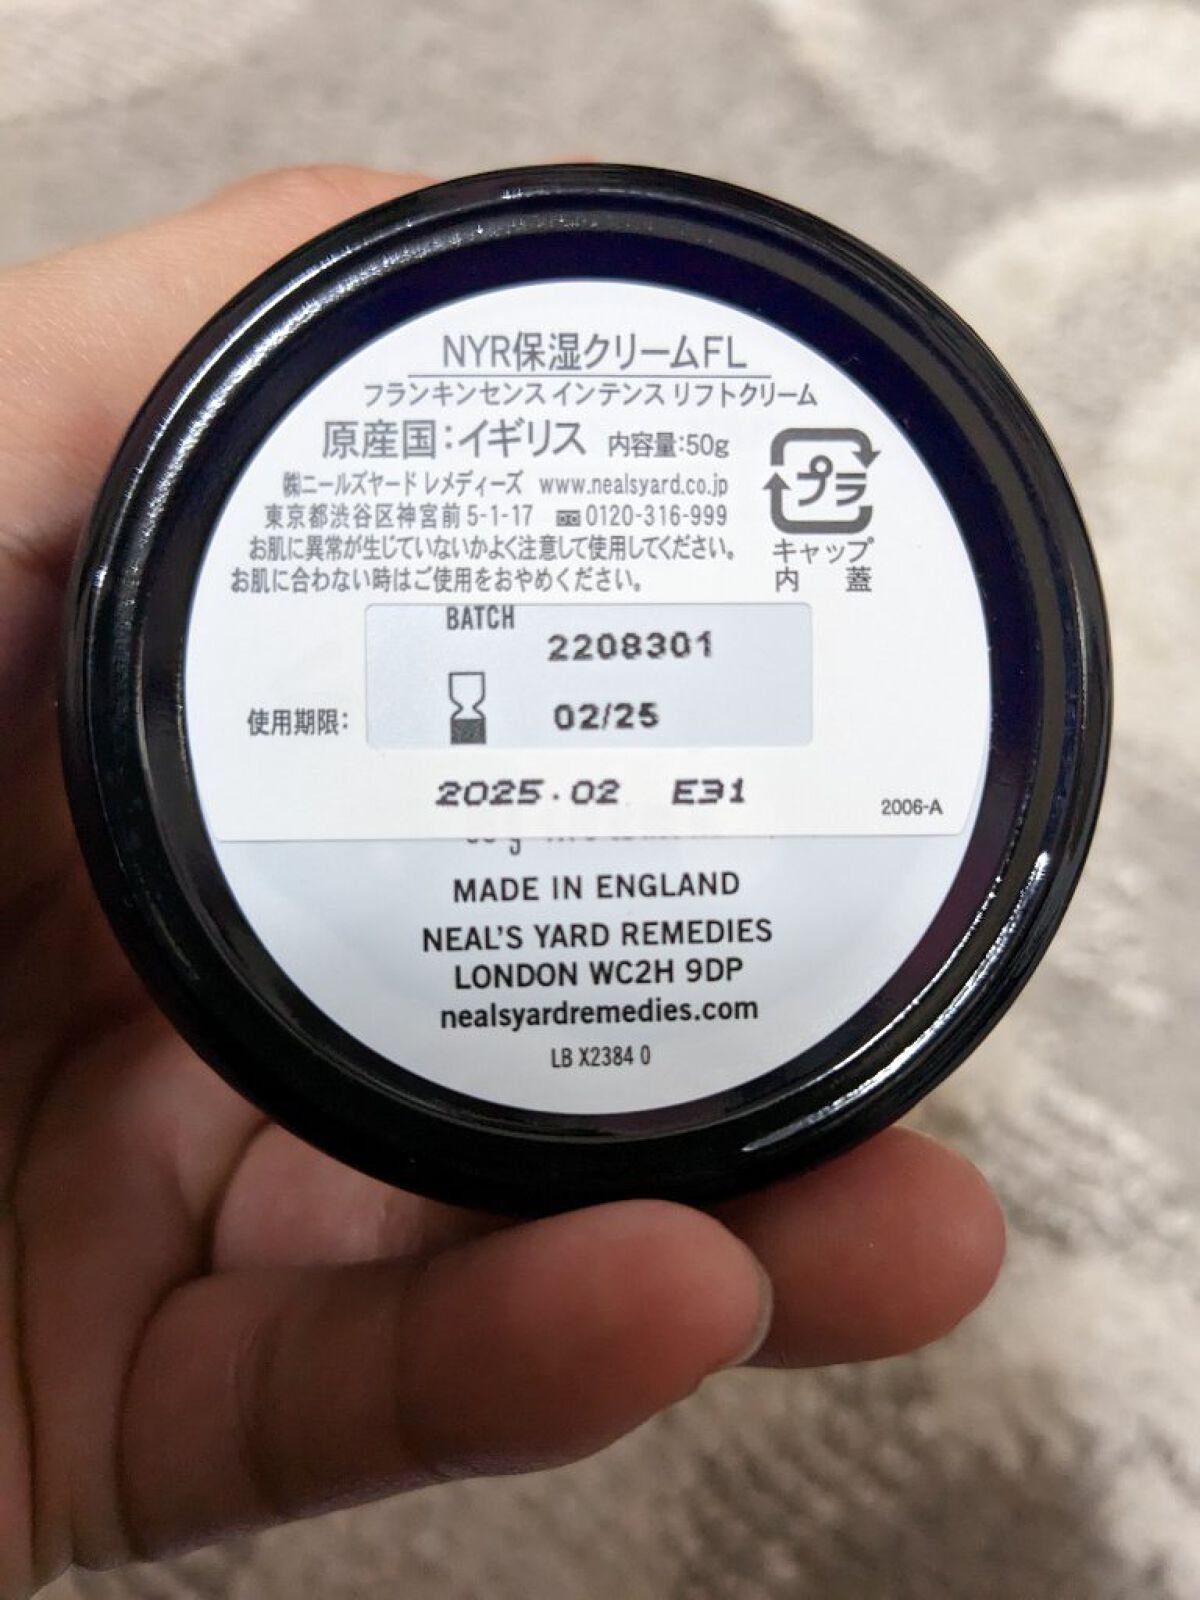 NYR保湿クリームFL
フランキンセンス インテンス リフトクリーム
原産国:イギリス 内容量:50g
㈱ニールズヤード レメディーズ www.nealsyard.co.jp
東京都渋谷区神宮前 5-1-17 0120-316-999
お肌に異常が生じていないかよく注意して使用してください。
お肌に合わない時はご使用をおやめください。
プラ
キャップ
内 蓋
BATCH 2208301
使用期限: 02/25
2025.02 E31
2006-A
MADE IN ENGLAND
NEAL'S YARD REMEDIES
LONDON WC2H 9DP
nealsyardremedies.com
LB X2384 0